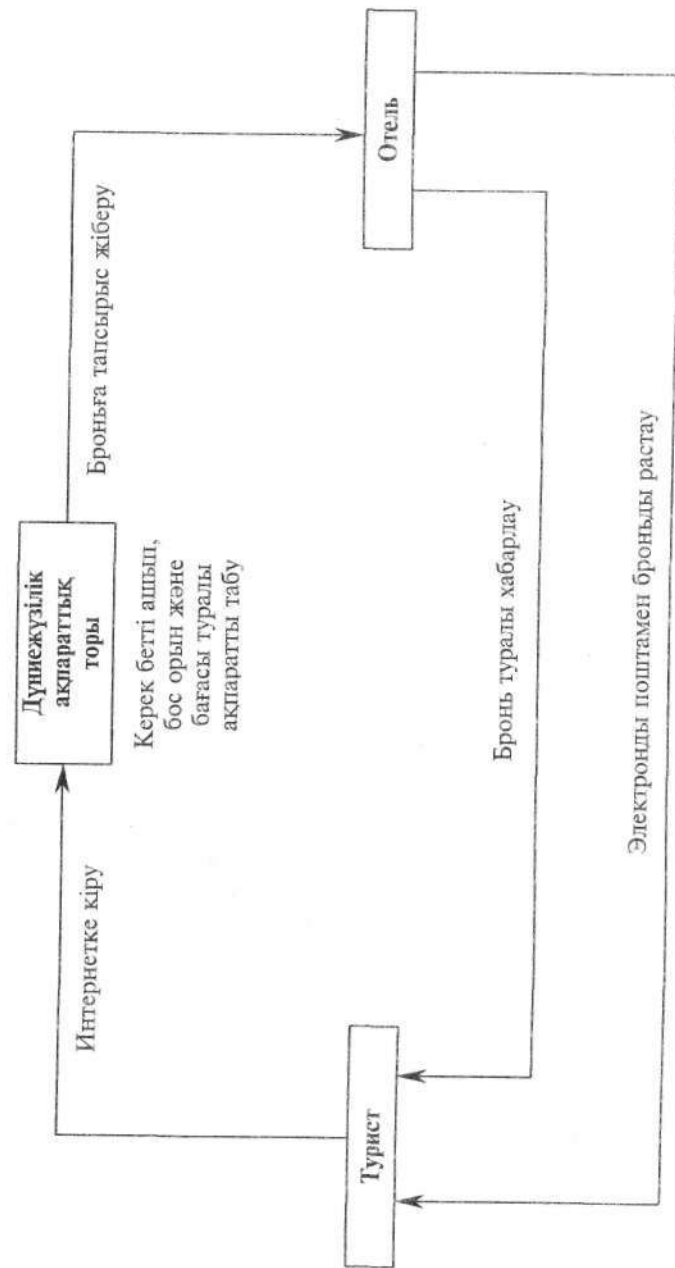 Дүниежүзілік
ақпараттық
торы
Интернетке кіру
Броньға тапсырыс жіберу
Керек бетті ашып,
бос орын және
бағасы туралы
ақпаратты табу
Турист
Отель
Бронь туралы хабарлау
Электронды поштамен броньды растау